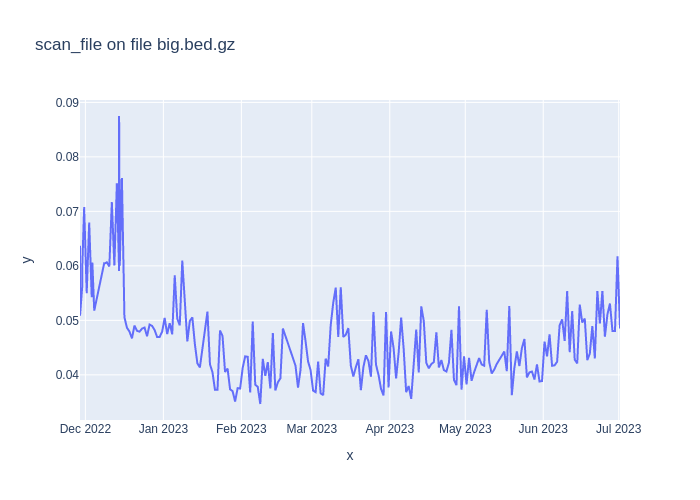 scan_file on file big.bed.gz
0.09
0.08
0.07
0.06
0.05
0.04
y
Dec 2022
Jan 2023
Feb 2023
Mar 2023
Apr 2023
May 2023
Jun 2023
Jul 2023
x